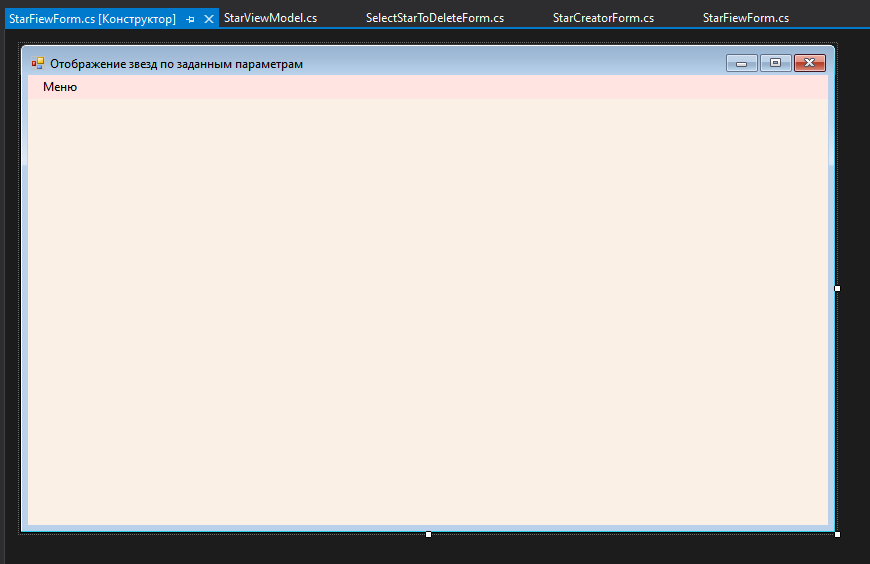 StarFiewForm.cs [Конструктор]
StarViewModel.cs
SelectStarToDeleteForm.cs
StarCreatorForm.cs
StarFiewForm.cs
Отображение звезд по заданным параметрам
Меню